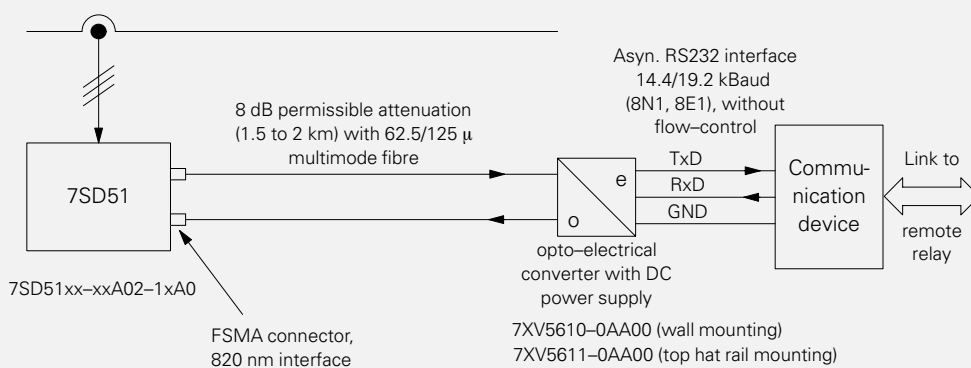 Asyn. RS232 interface
14.4/19.2 kBaud
(8N1, 8E1), without
flow–control
8 dB permissible attenuation
(1.5 to 2 km) with 62.5/125 μ
multimode fibre
7SD51
e
o
TxD
RxD
GND
Commu-
nication
device
Link to
remote
relay
opto–electrical
converter with DC
power supply
7SD51xx–xxA02–1xA0
FSMA connector,
820 nm interface
7XV5610–0AA00 (wall mounting)
7XV5611–0AA00 (top hat rail mounting)